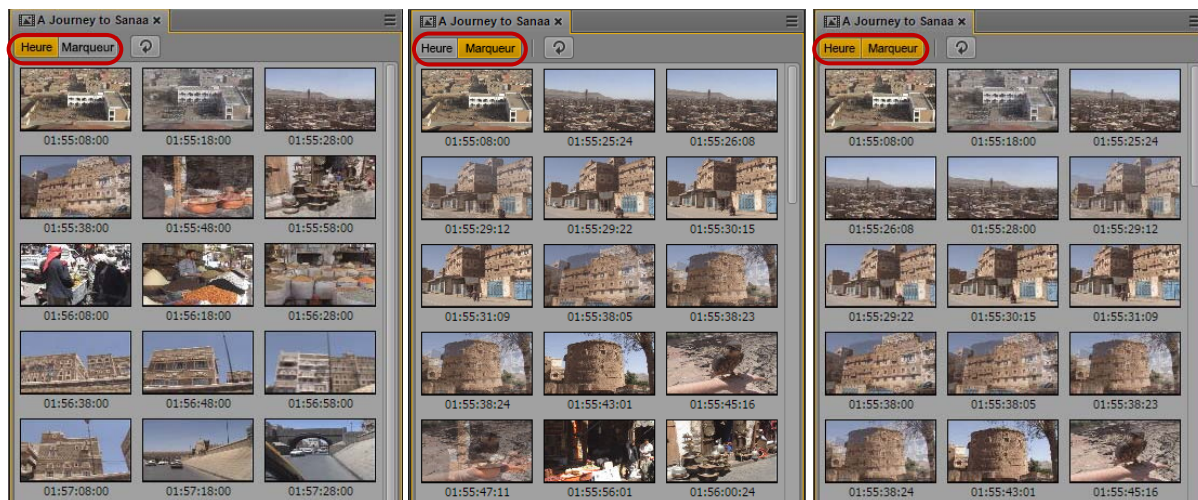 A Journey to Sanaa ×
Heure Marqueur
01:55:08:00 01:55:18:00 01:55:28:00
01:55:38:00 01:55:48:00 01:55:58:00
01:56:08:00 01:56:18:00 01:56:28:00
01:56:38:00 01:56:48:00 01:56:58:00
01:57:08:00 01:57:18:00 01:57:28:00
A Journey to Sanaa ×
Heure Marqueur
01:55:08:00 01:55:25:24 01:55:26:08
01:55:29:12 01:55:29:22 01:55:30:15
01:55:31:09 01:55:38:05 01:55:38:23
01:55:38:24 01:55:43:01 01:55:45:16
01:55:47:11 01:55:56:01 01:56:00:24
A Journey to Sanaa ×
Heure Marqueur
01:55:08:00 01:55:18:00 01:55:25:24
01:55:26:08 01:55:28:00 01:55:29:12
01:55:29:22 01:55:30:15 01:55:31:09
01:55:38:00 01:55:38:05 01:55:38:23
01:55:38:24 01:55:43:01 01:55:45:16